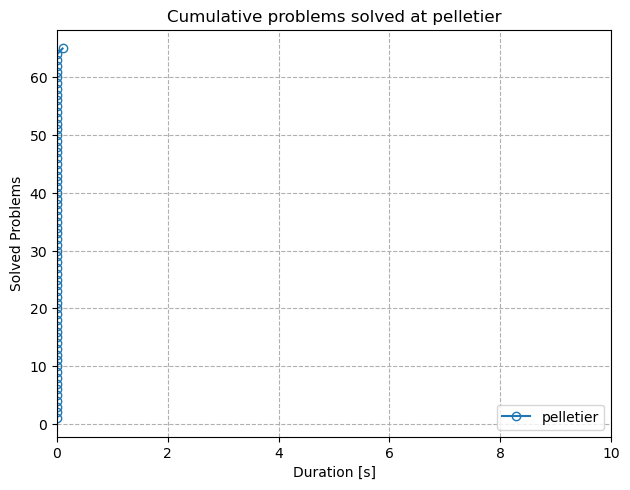 Cumulative problems solved at pelletier
60
50
40
30
20
10
0
Solved Problems
pelletier
0 2 4 6 8 10
Duration [s]